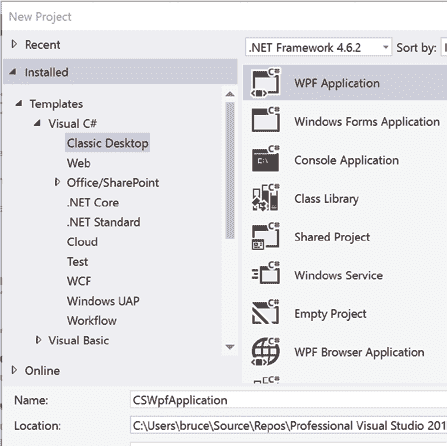 New Project
Recent
.NET Framework 4.6.2
Sort by:
Installed
Templates
Visual C#
Classic Desktop
Web
Office/SharePoint
.NET Core
.NET Standard
Cloud
Test
WCF
Windows UAP
Workflow
Visual Basic
Online
C#
WPF Application
C#
Windows Forms Application
C#
Console Application
C#
Class Library
C#
Shared Project
C#
Windows Service
C#
Empty Project
C#
WPF Browser Application
C#
Name:
CSWpfApplication
Location:
C:\Users\bruce\Source\Repos\Professional Visual Studio 201